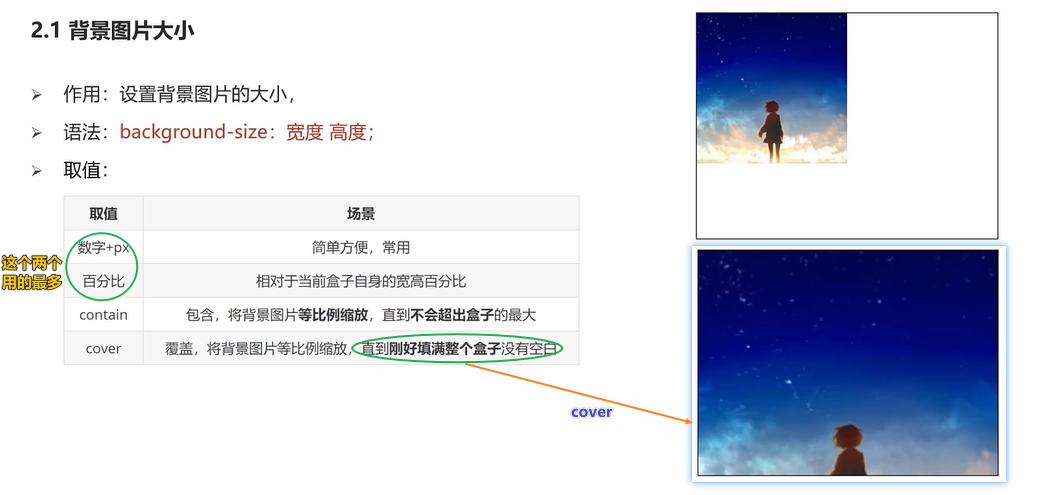 2.1 背景图片大小
作用：设置背景图片的大小，
语法：background-size：宽度 高度；
取值：
取值 场景
数字+px 简单方便，常用
百分比 相对于当前盒子自身的宽高百分比
contain 包含，将背景图片等比例缩放，直到不会超出盒子的最大
cover 覆盖，将背景图片等比例缩放，直到刚好填满整个盒子没有空白
这个两个
用的最多
cover